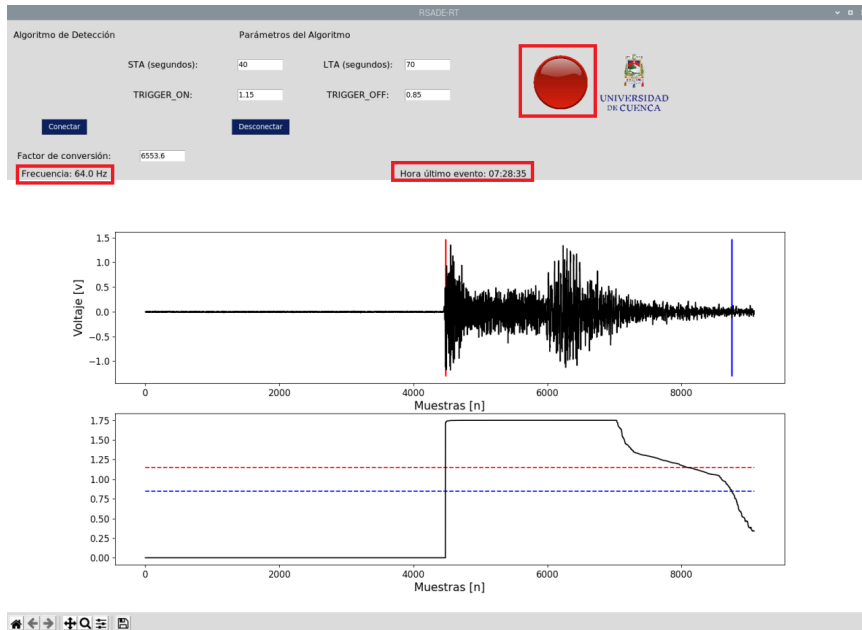 RSADE-RT
Algoritmo de Detección
Parámetros del Algoritmo
STA (segundos): 40 LTA (segundos): 70
TRIGGER_ON: 1.15 TRIGGER_OFF: 0.85
UNIVERSIDAD
DE CUENCA
Conectar Desconectar
Factor de conversión: 6553.6
Frecuencia: 64.0 Hz Hora último evento: 07:28:35
Voltaje [v]
1.5
1.0
0.5
0.0
−0.5
−1.0
0 2000 4000 6000 8000
Muestras [n]
1.75
1.50
1.25
1.00
0.75
0.50
0.25
0.00
0 2000 4000 6000 8000
Muestras [n]